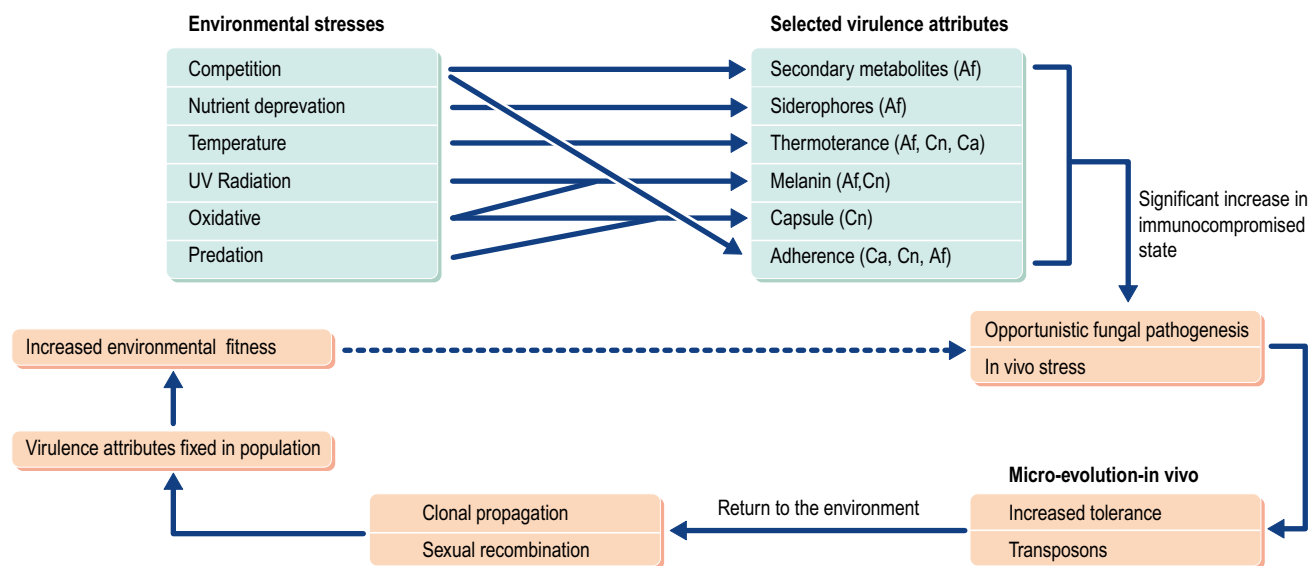 Environmental stresses
Competition
Nutrient deprevation
Temperature
UV Radiation
Oxidative
Predation
Selected virulence attributes
Secondary metabolites (Af)
Siderophores (Af)
Thermoterance (Af, Cn, Ca)
Melanin (Af,Cn)
Capsule (Cn)
Adherence (Ca, Cn, Af)
Significant increase in
immunocompromised
state
Increased environmental fitness
Opportunistic fungal pathogenesis
In vivo stress
Virulence attributes fixed in population
Micro-evolution-in vivo
Increased tolerance
Transposons
Return to the environment
Clonal propagation
Sexual recombination